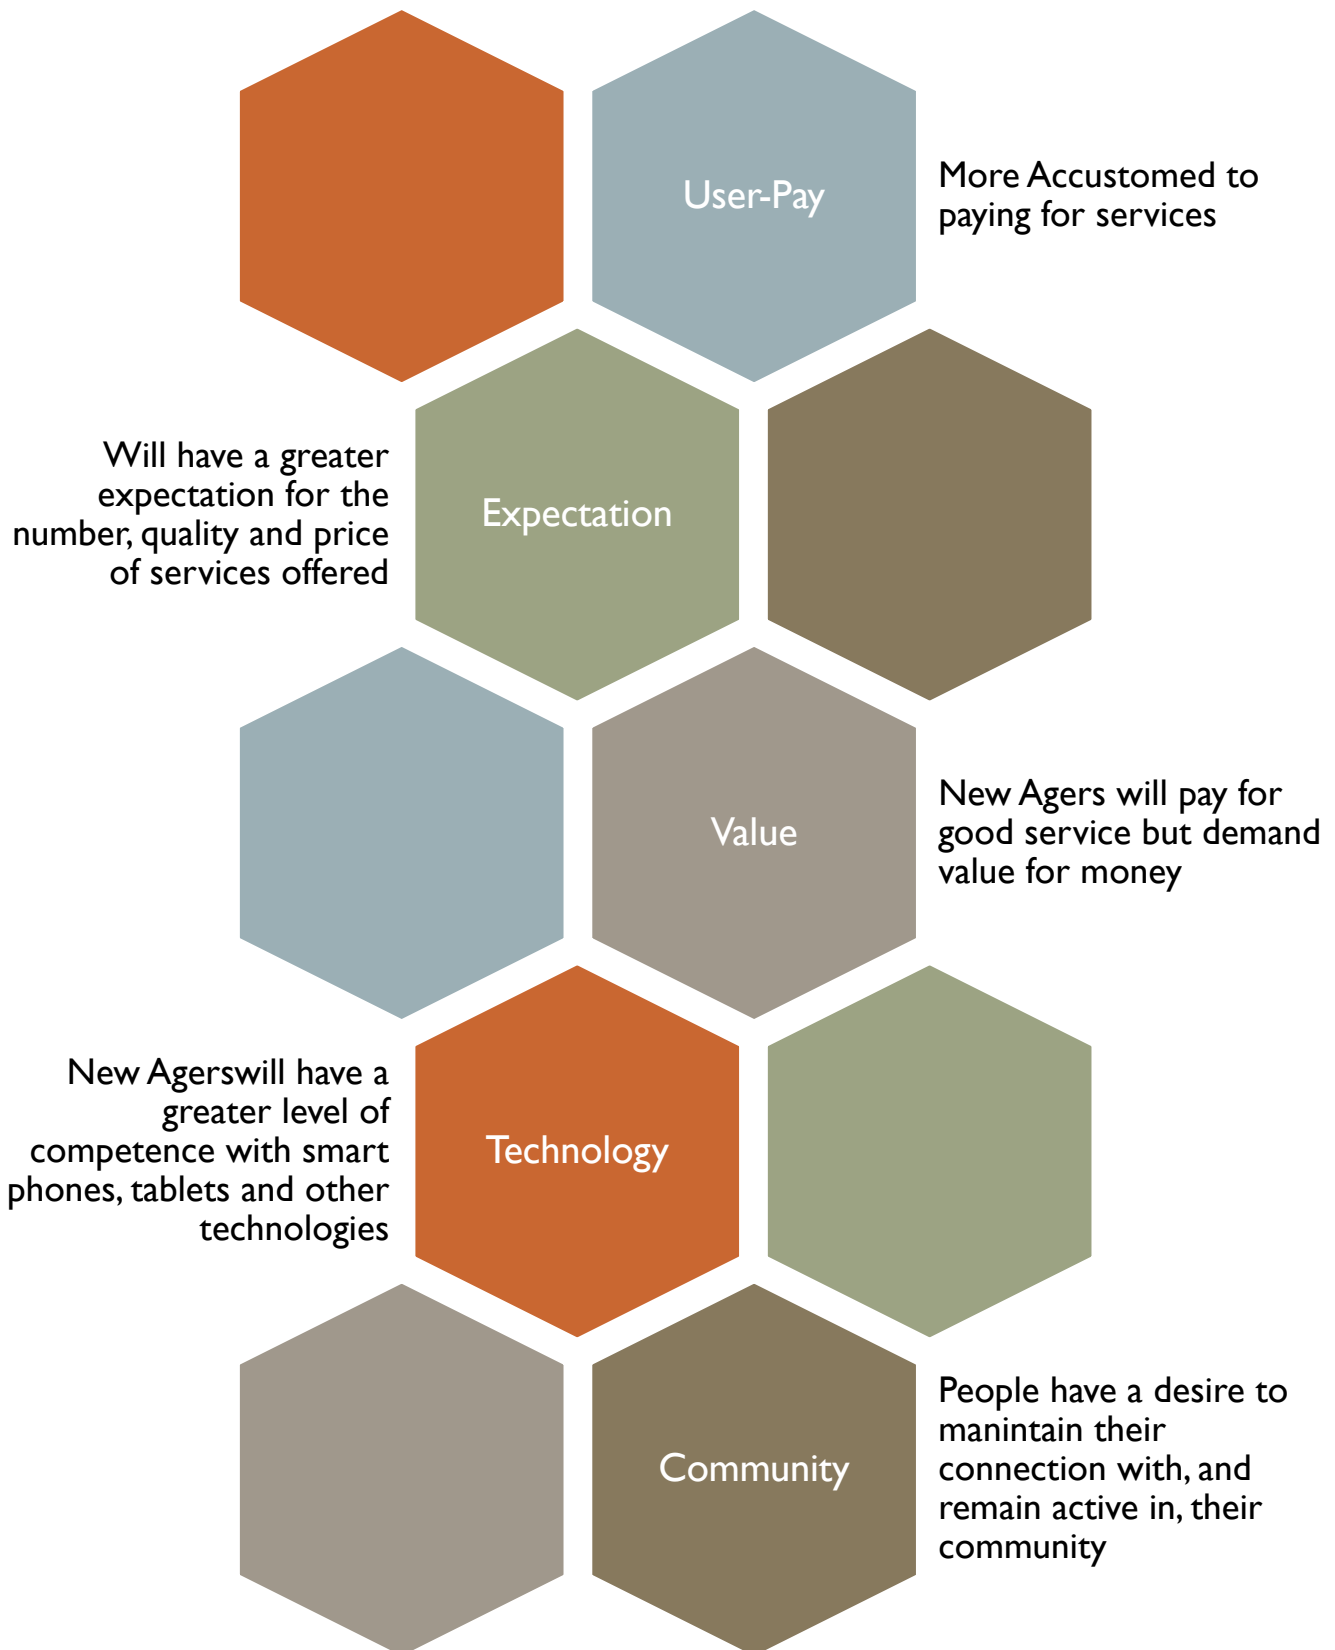 User-Pay
More Accustomed to
paying for services
Will have a greater
expectation for the
number, quality and price
of services offered
Expectation
Value
New Agers will pay for
good service but demand
value for money
New Agerswill have a
greater level of
competence with smart
phones, tablets and other
technologies
Technology
Community
People have a desire to
manintain their
connection with, and
remain active in, their
community